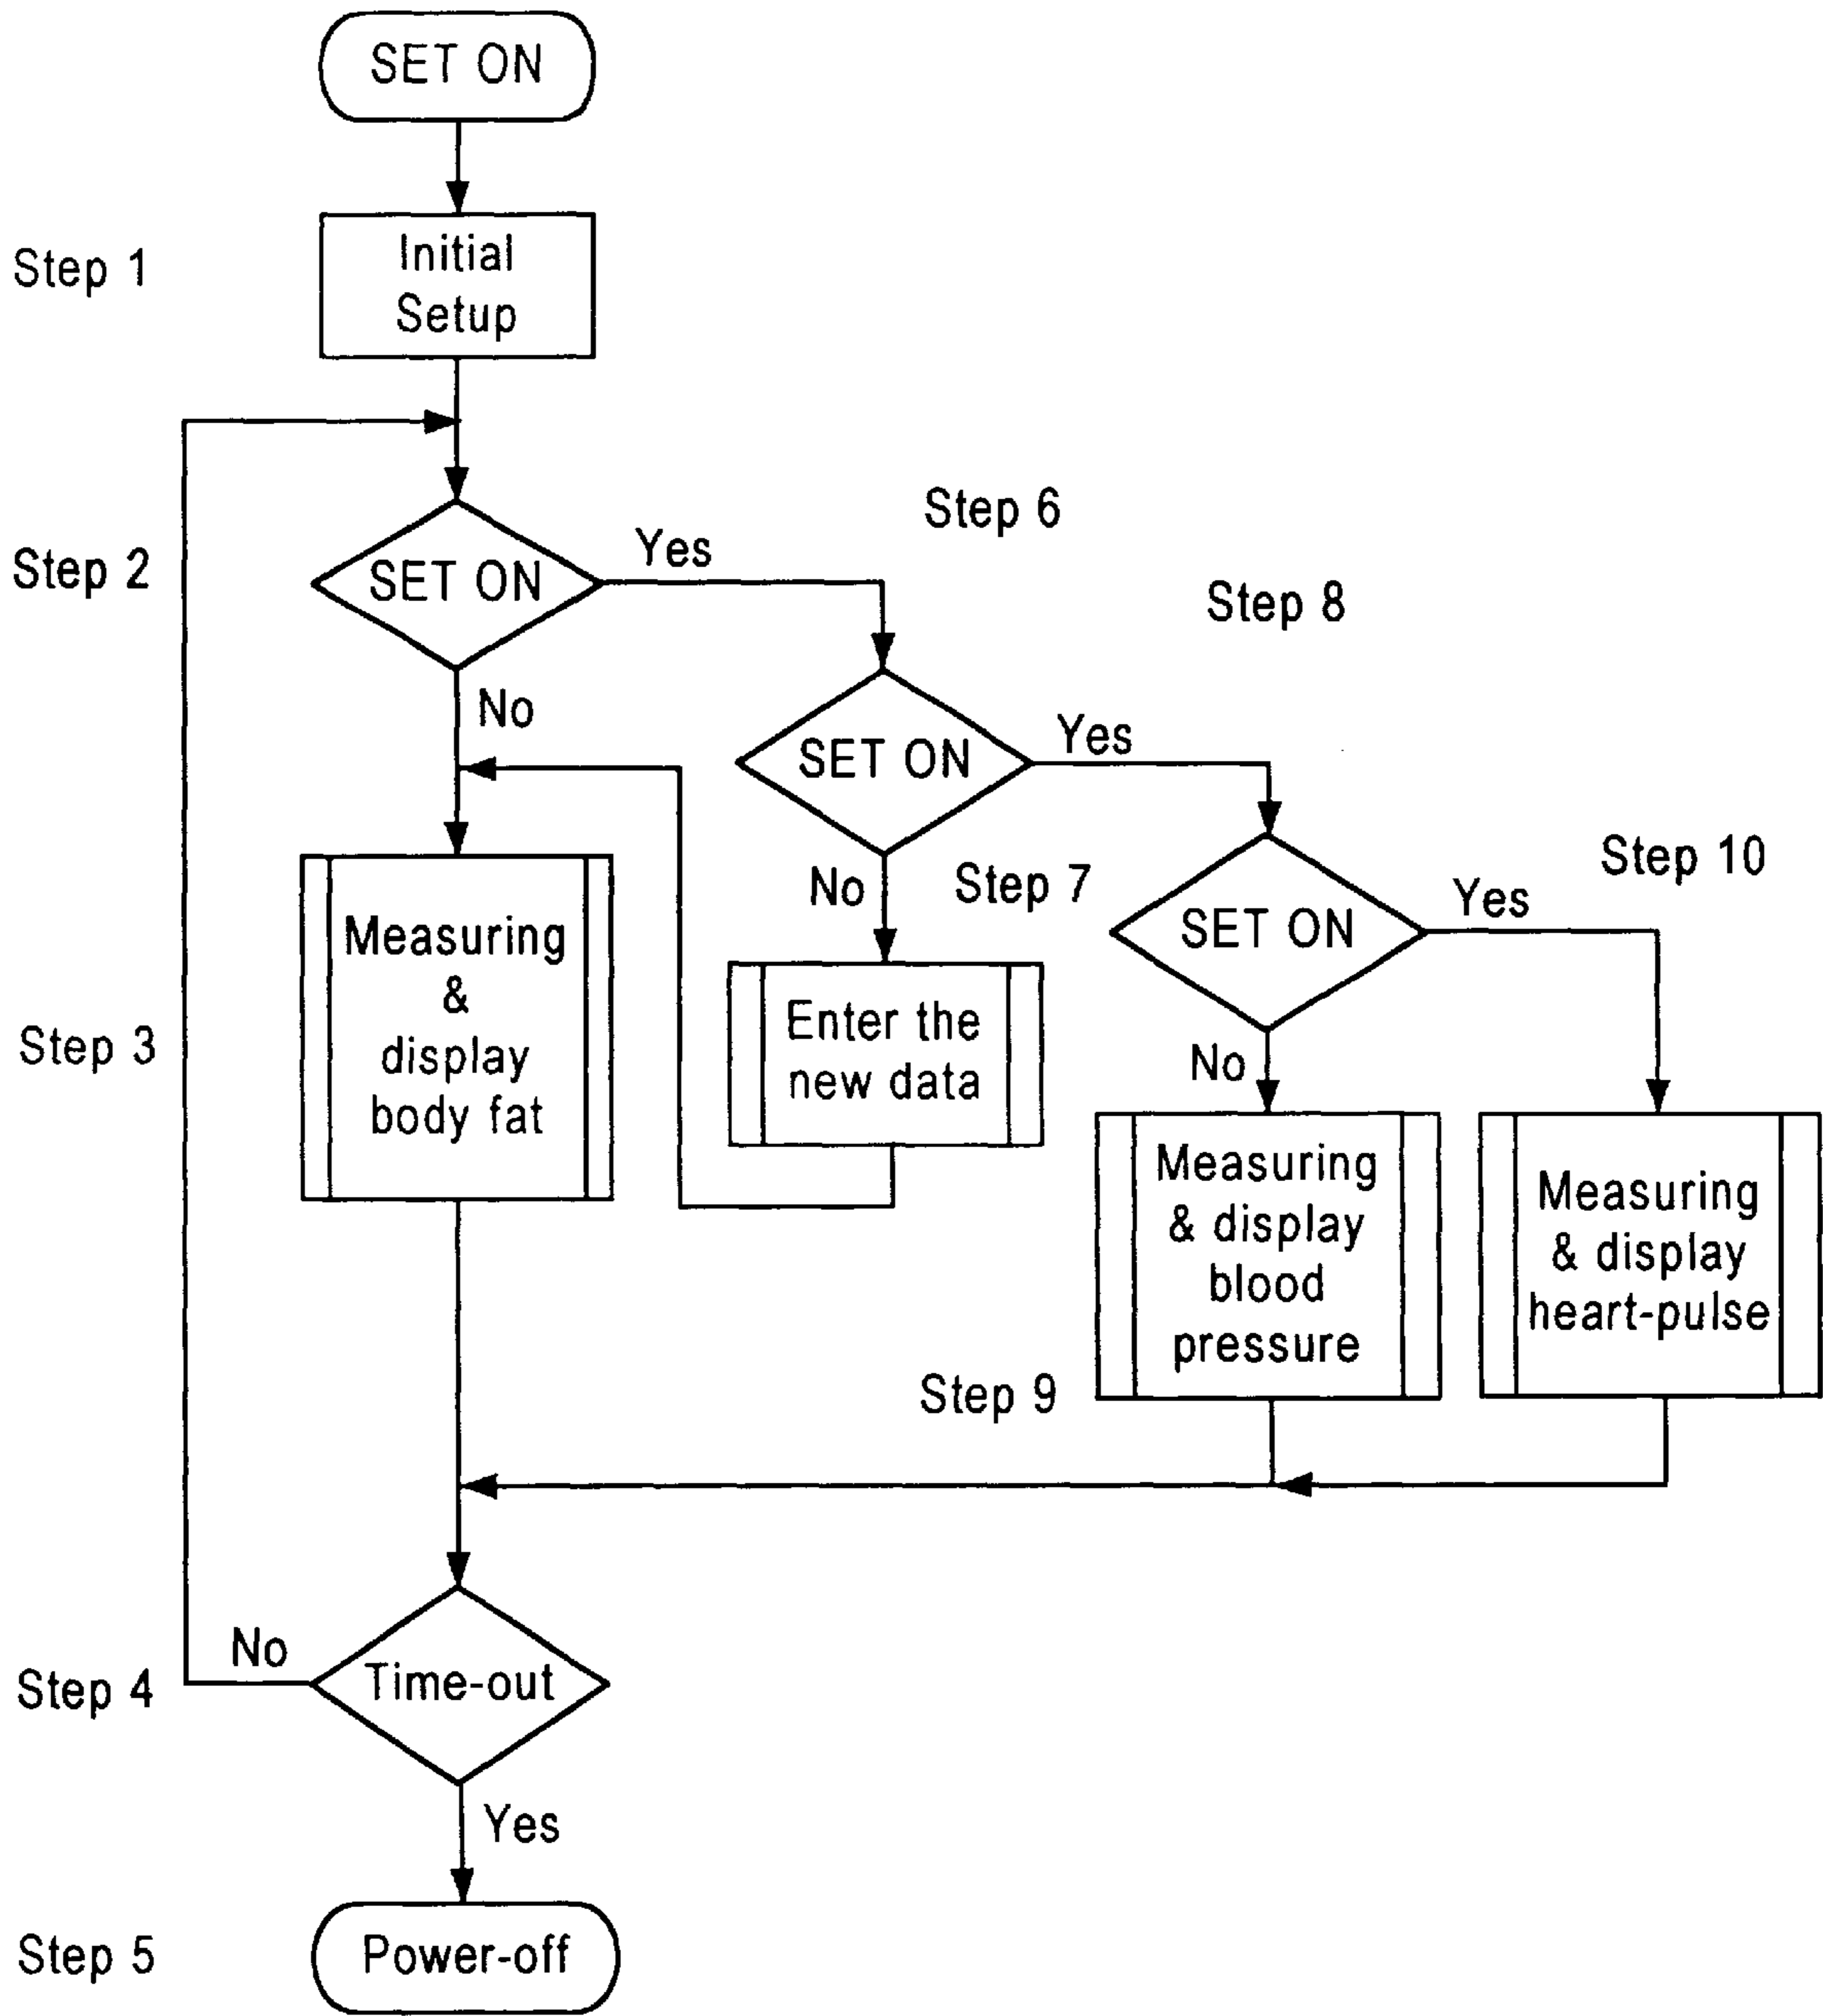 SET ON
Step 1
Initial
Setup
Step 2
SET ON
Yes
Step 6
No
SET ON
Yes
Step 8
No
Step 7
SET ON
Yes
Step 10
Step 3
Measuring
&
display
body fat
Enter the
new data
No
Measuring
& display
blood
pressure
Step 9
Measuring
& display
heart-pulse
Step 4
No
Time-out
Yes
Step 5
Power-off